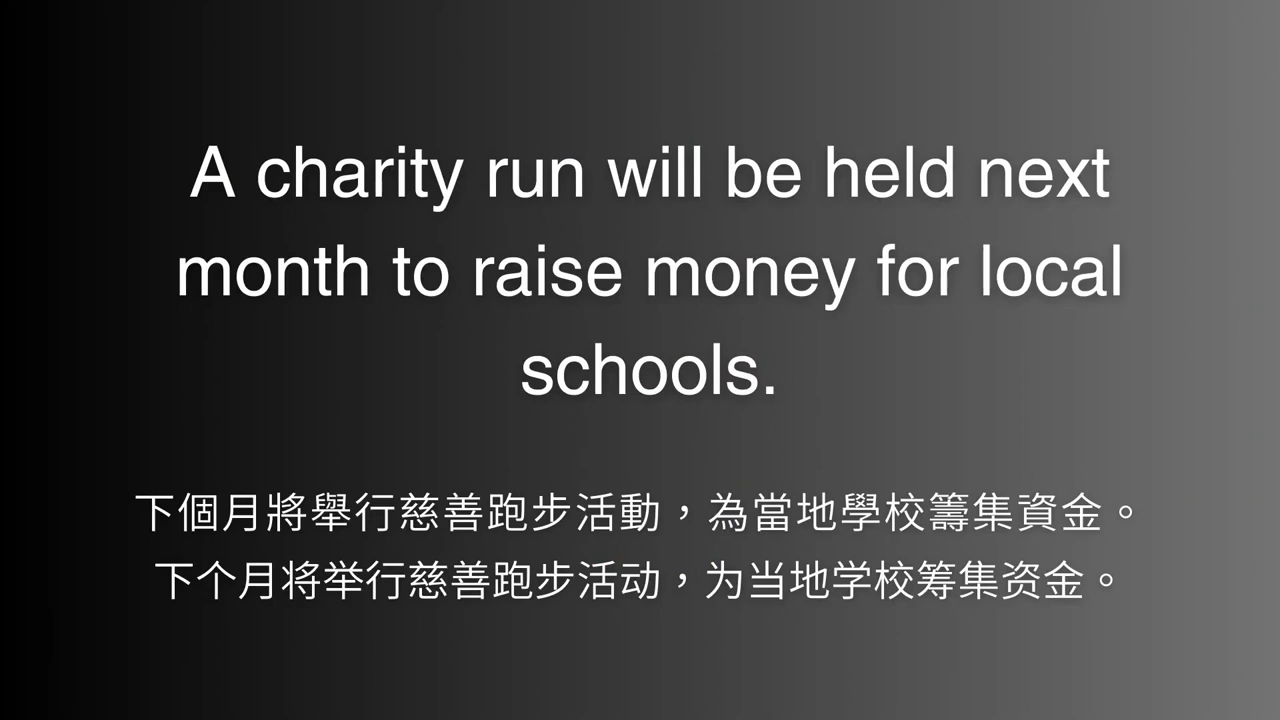 A charity run will be held next
month to raise money for local
schools.
下個月將舉行慈善跑步活動，為當地學校籌集資金。
下个月将举行慈善跑步活动，为当地学校筹集资金。